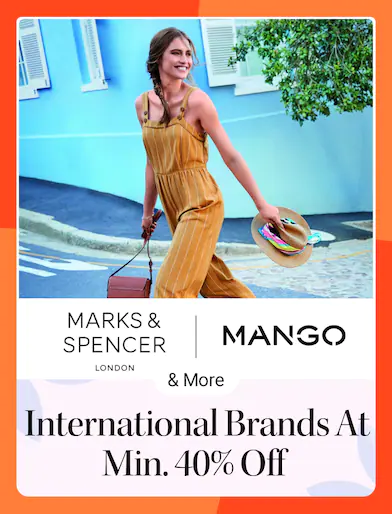 MARKS &
SPENCER
LONDON
MANGO
& More
International Brands At
Min. 40% Off